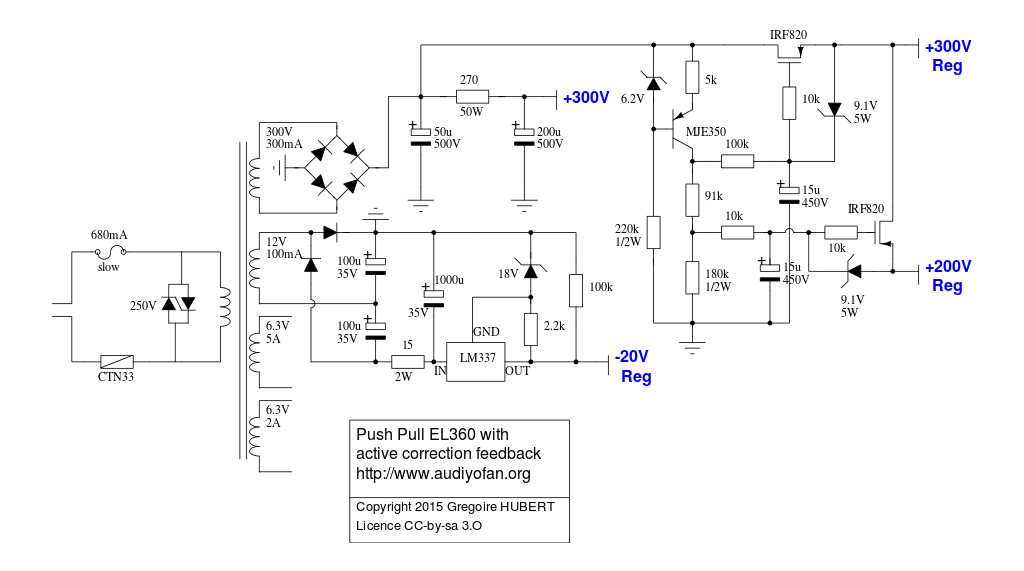 IRF820
+300V
Reg
270
50W
+300V
6.2V
5k
10k
9.1V
5W
MJE350
50u
500V
200u
500V
300V
300mA
100k
15u
450V
91k
IRF820
680mA
slow
12V
100mA
220k
1/2W
10k
10k
100u
35V
1000u
35V
18V
100k
180k
1/2W
15u
450V
+200V
Reg
250V
9.1V
5W
6.3V
5A
100u
35V
2.2k
GND
15
2W
IN
LM337
OUT
-20V
Reg
CTN33
6.3V
2A
Push Pull EL360 with
active correction feedback
http://www.audiyofan.org
Copyright 2015 Gregoire HUBERT
Licence CC-by-sa 3.O